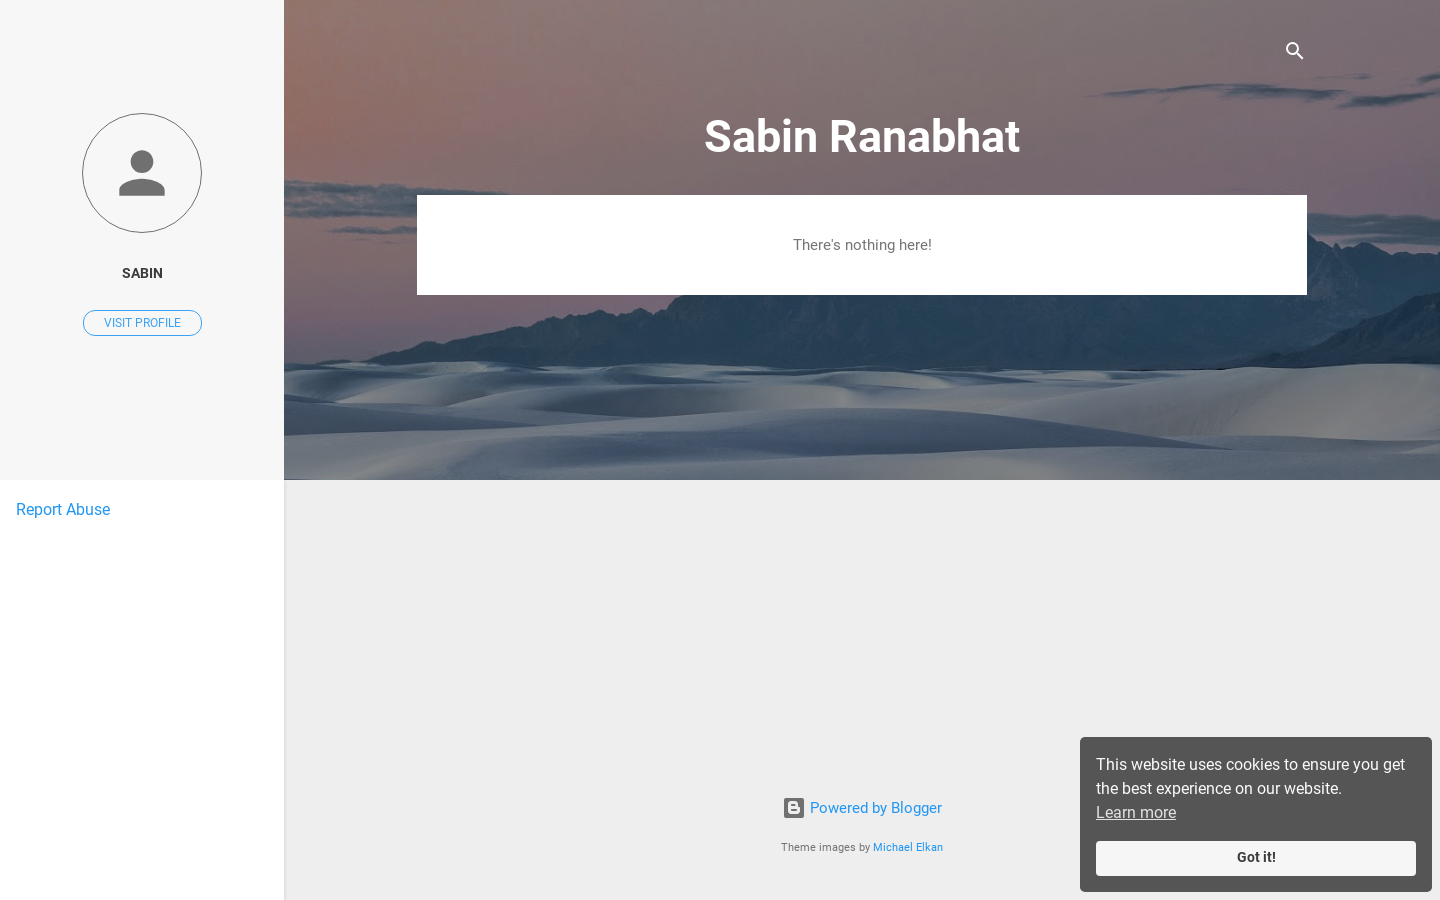 SABIN
VISIT PROFILE
Report Abuse
Sabin Ranabhat
There's nothing here!
Powered by Blogger
Theme images by Michael Elkan
This website uses cookies to ensure you get
the best experience on our website.
Learn more
Got it!